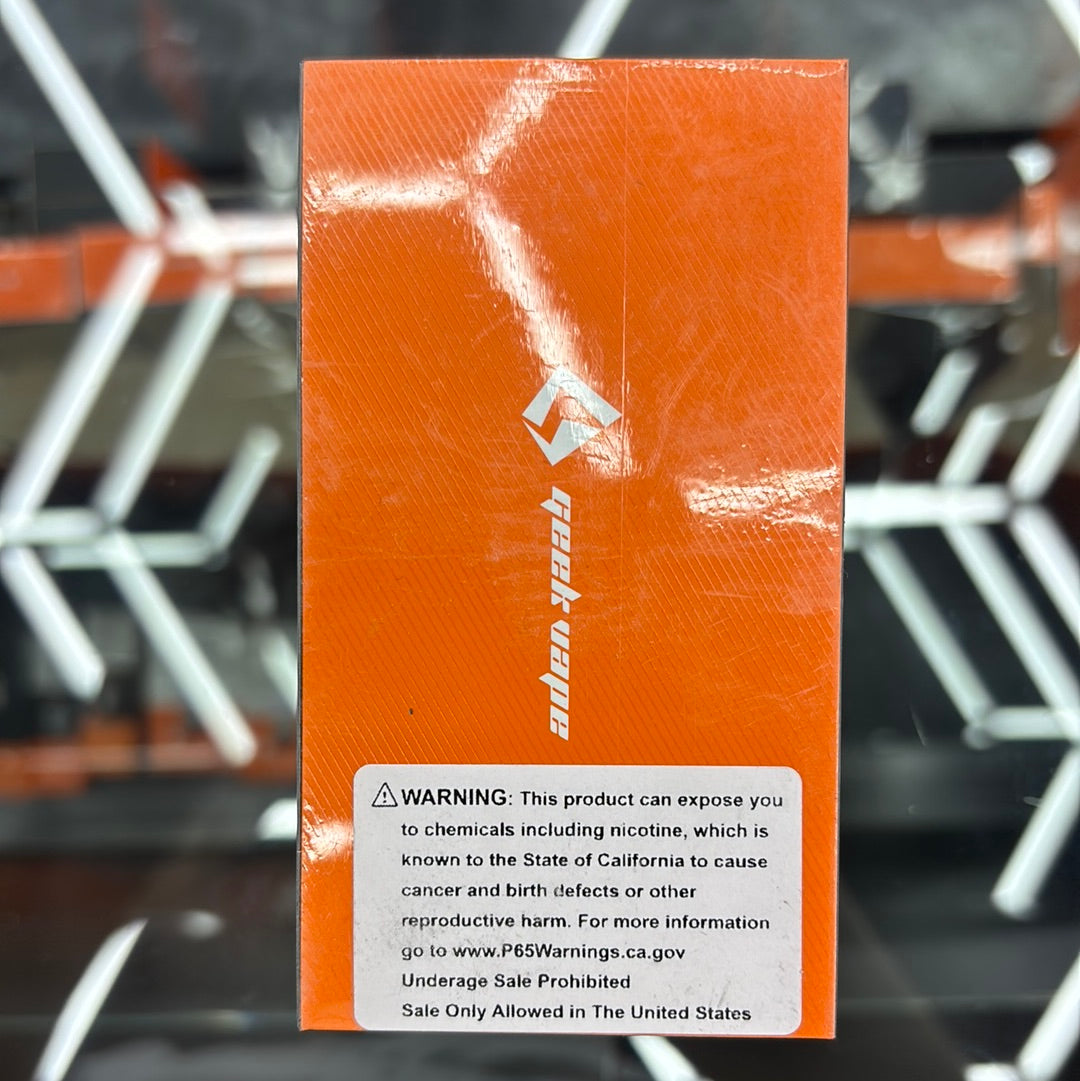 geek vape
⚠WARNING: This product can expose you
to chemicals including nicotine, which is
known to the State of California to cause
cancer and birth defects or other
reproductive harm. For more information
go to www.P65Warnings.ca.gov
Underage Sale Prohibited
Sale Only Allowed in The United States